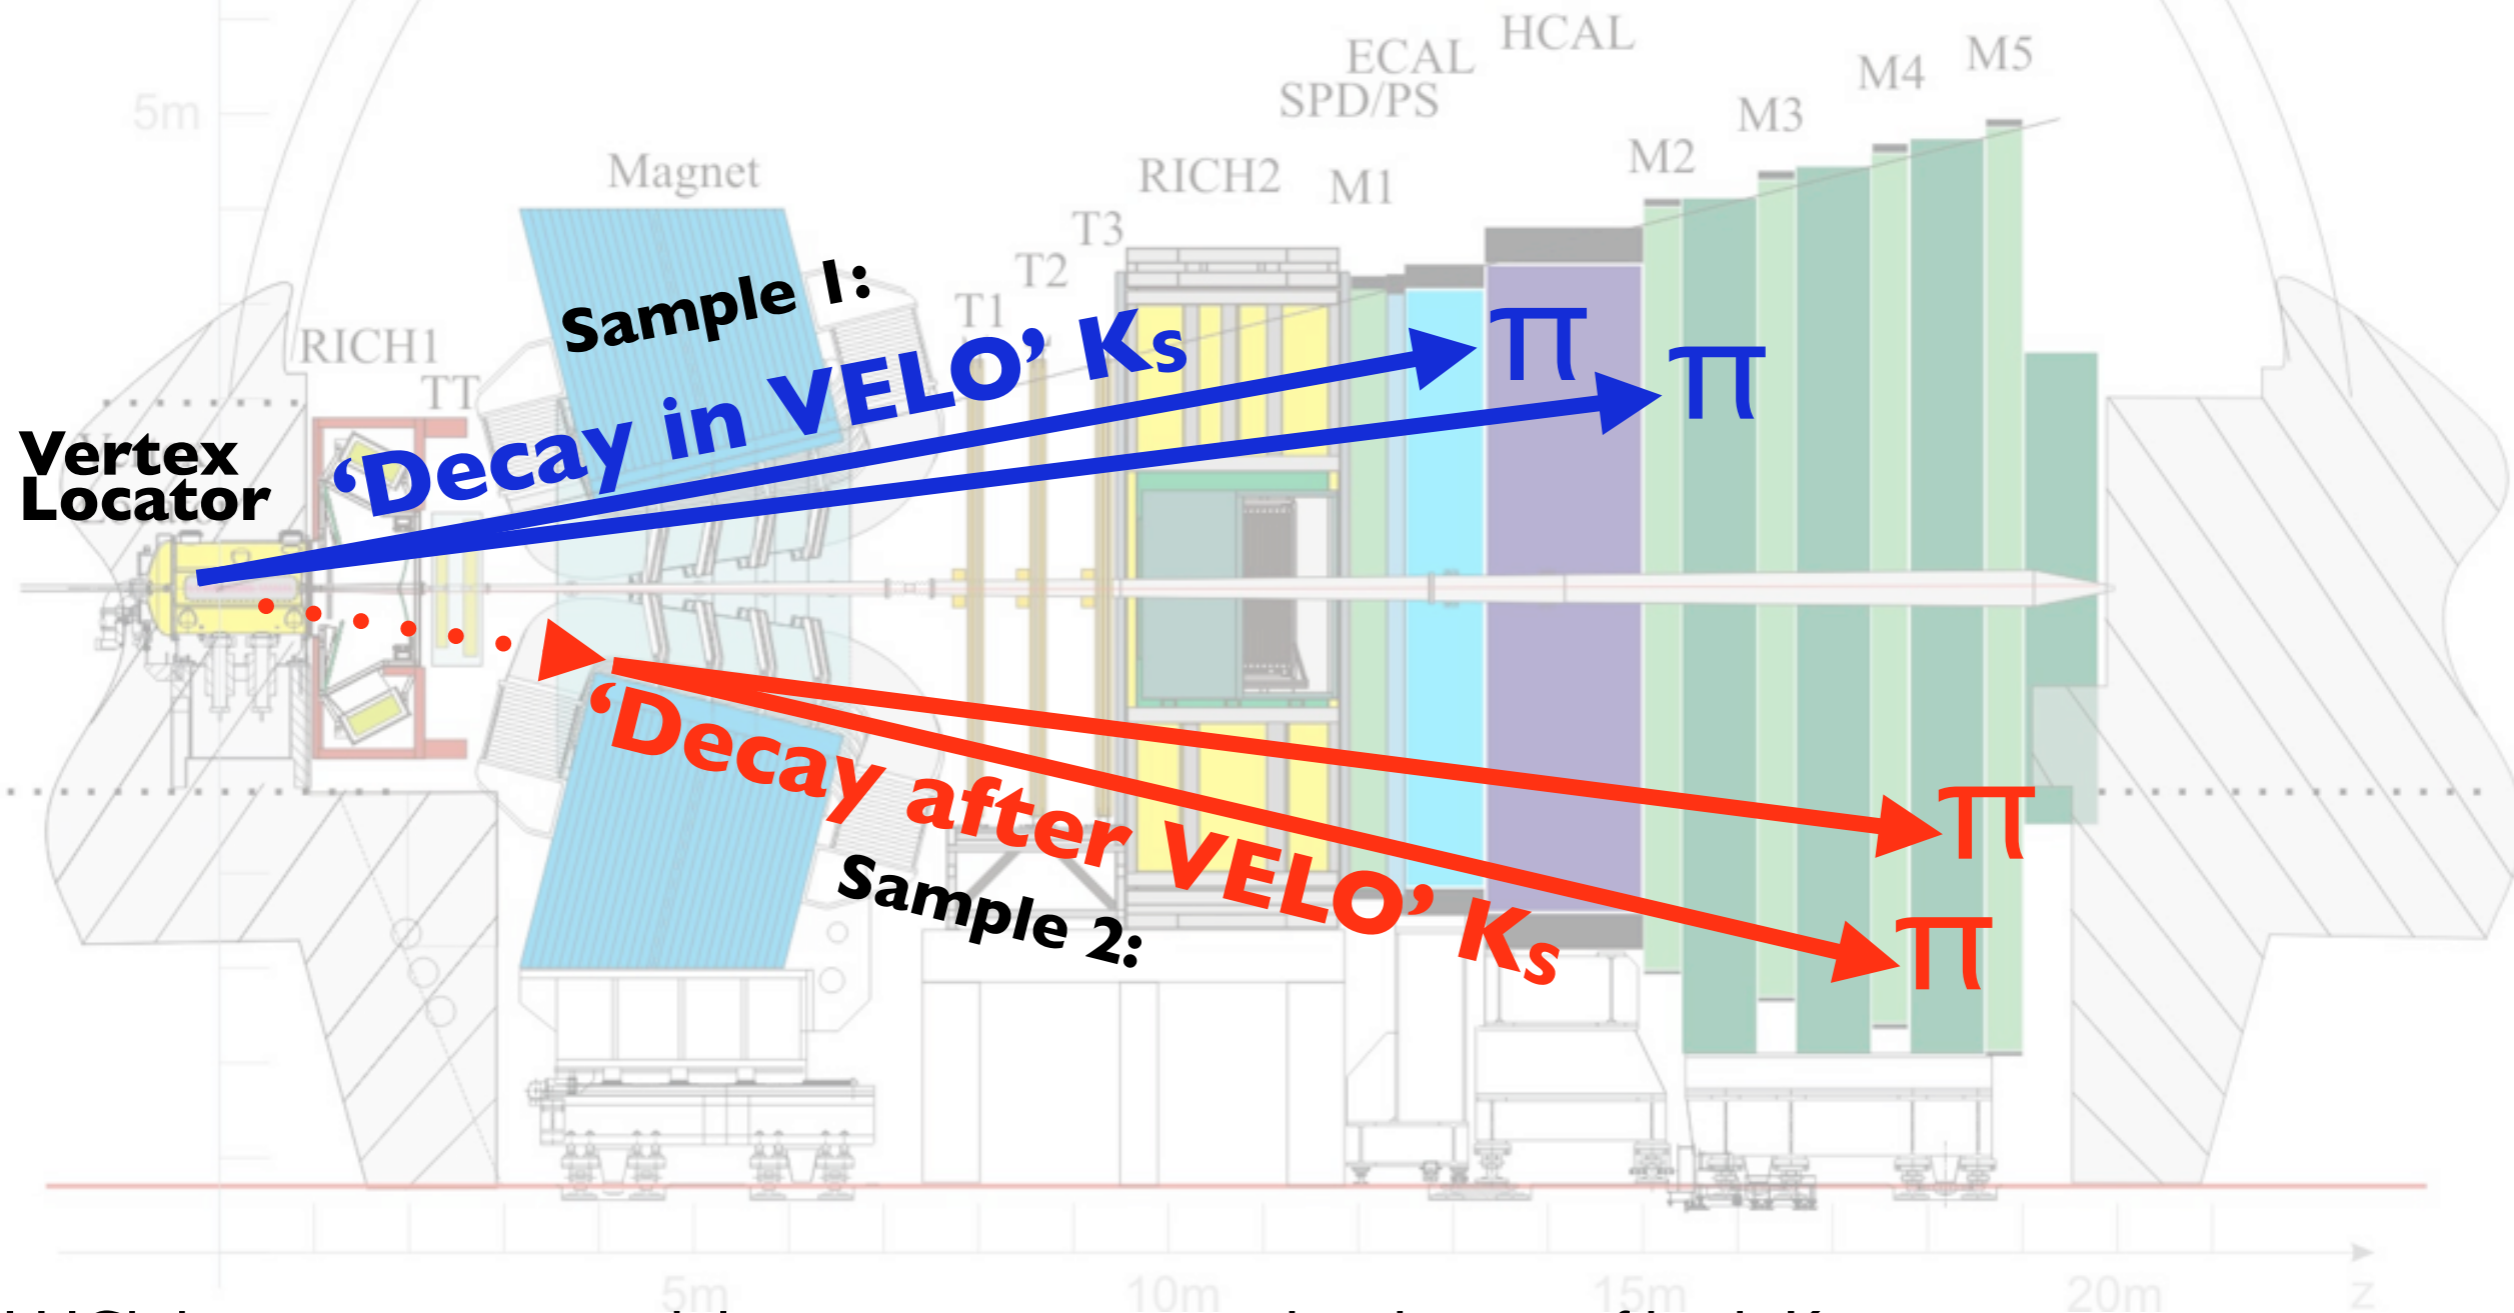 HCAL
ECAL
SPD/PS
M5
M4
M3
M2
5m
Magnet
RICH2
M1
T3
T2
T1
RICH1
TT
Sample 1:
'Decay in VELO' Ks
π
π
Vertex
Locator
'Decay after VELO' Ks
Sample 2:
π
π
5m
10m
15m
20m
z